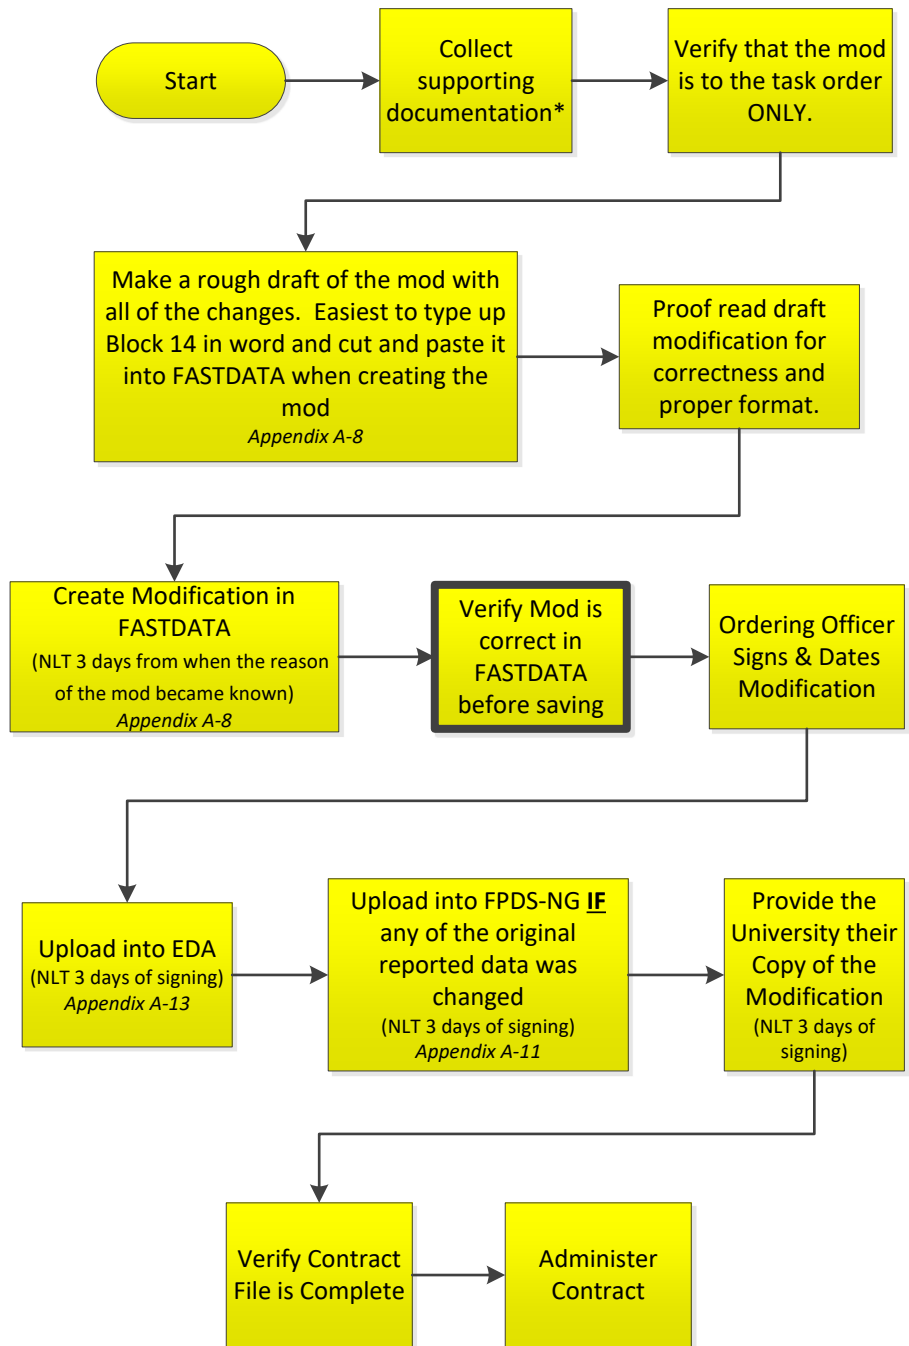 Start
Collect
supporting
documentation*
Verify that the mod
is to the task order
ONLY.
Make a rough draft of the mod with
all of the changes.  Easiest to type up
Block 14 in word and cut and paste it
into FASTDATA when creating the
mod
Appendix A-8
Proof read draft
modification for
correctness and
proper format.
Create Modification in
FASTDATA
(NLT 3 days from when the reason
of the mod became known)
Appendix A-8
Verify Mod is
correct in
FASTDATA
before saving
Ordering Officer
Signs & Dates
Modification
Upload into EDA
(NLT 3 days of signing)
Appendix A-13
Upload into FPDS-NG IF
any of the original
reported data was
changed
(NLT 3 days of signing)
Appendix A-11
Provide the
University their
Copy of the
Modification
(NLT 3 days of
signing)
Verify Contract
File is Complete
Administer
Contract